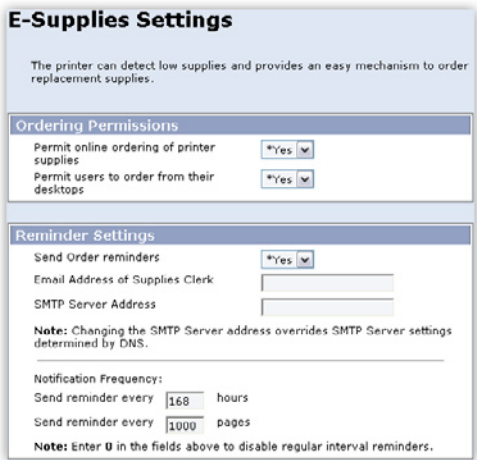 E-Supplies Settings
The printer can detect low supplies and provides an easy mechanism to order
replacement supplies.
Ordering Permissions
Permit online ordering of printer
supplies
*Yes
Permit users to order from their
desktops
*Yes
Reminder Settings
Send Order reminders
*Yes
Email Address of Supplies Clerk
SMTP Server Address
Note: Changing the SMTP Server address overrides SMTP Server settings
determined by DNS.
Notification Frequency:
Send reminder every 168 hours
Send reminder every 1000 pages
Note: Enter 0 in the fields above to disable regular interval reminders.